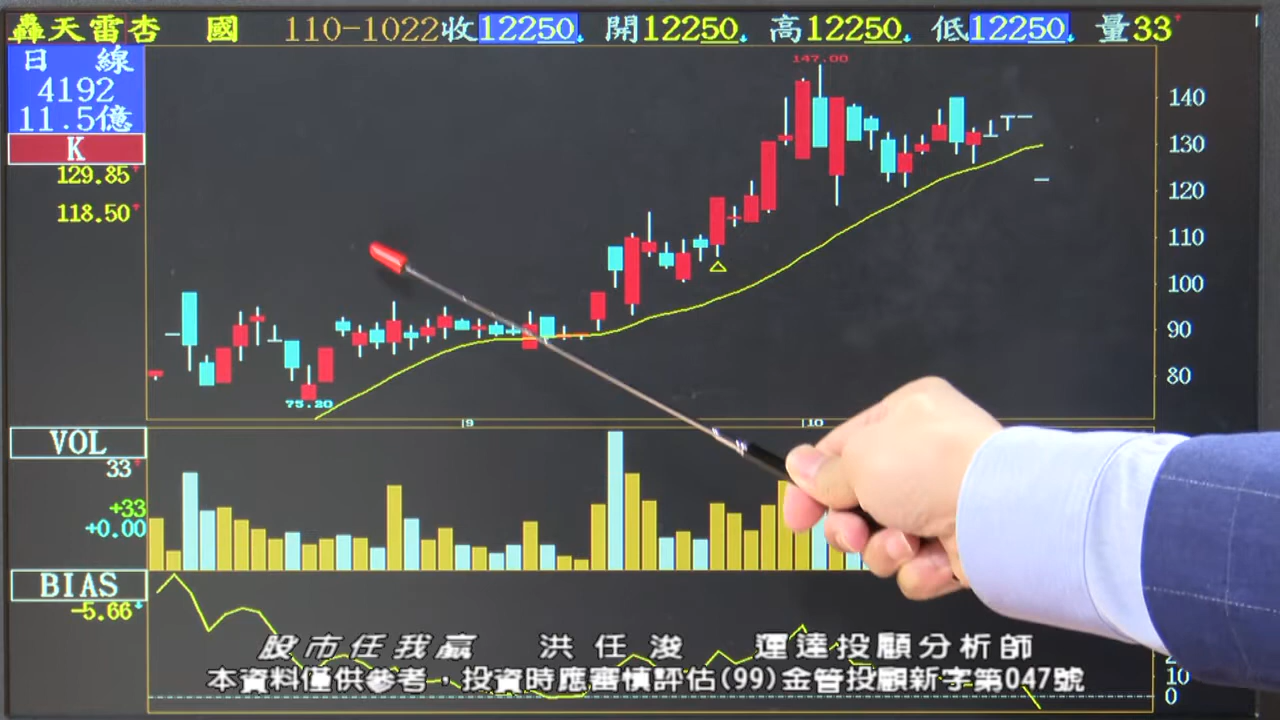 轟天雷杏 國 110-1022收12250 開12250 高12250 低12250 量33
日 線
4192
11.5億
K
129.85
118.50
147.00
140
130
120
110
100
90
80
75.20
9
10
VOL
33
+33
+0.00
BIAS
-5.66
股市任我贏 洪任浚 運達投顧分析師
本資料僅供參考，投資時應審慎評估(99)金管投顧新字第047號
10
0